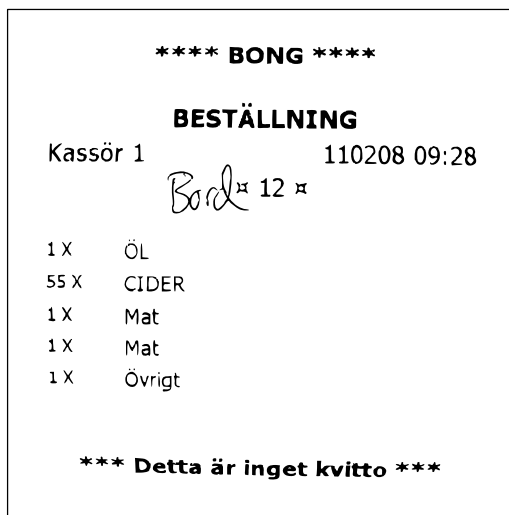 **** BONG ****
BESTÄLLNING
Kassör 1 110208 09:28
Bord ¤ 12 ¤
1 X ÖL
55 X CIDER
1 X Mat
1 X Mat
1 X Övrigt
*** Detta är inget kvitto ***